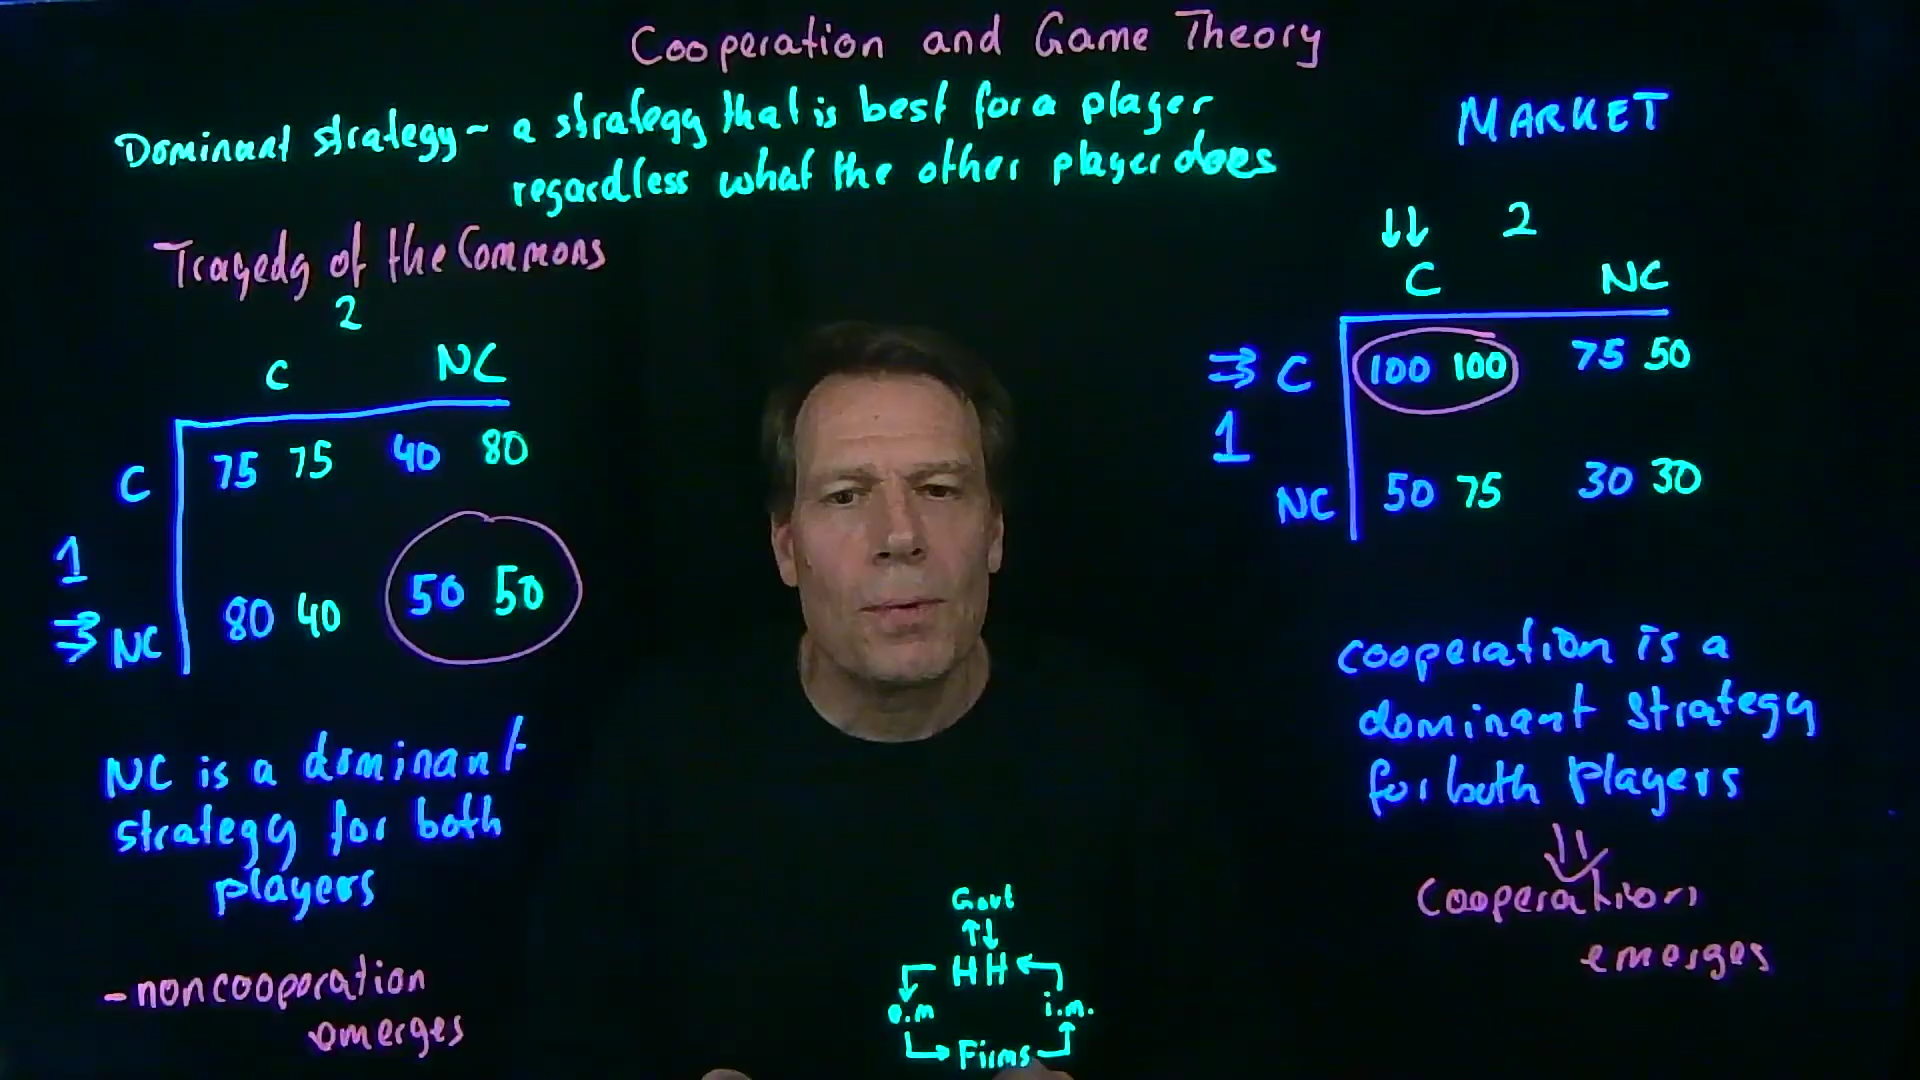 Cooperation and Game Theory
Dominant strategy ~ a strategy that is best for a player
regardless what the other player does
Tragedy of the Commons
2
C NC
C 75 75 40 80
1
NC 80 40 50 50
NC is a dominant
strategy for both
players
- noncooperation
emerges
MARKET
2
C NC
C 100 100 75 50
1
NC 50 75 30 30
cooperation is a
dominant strategy
for both players
Cooperation
emerges
Govt
HH
o.m i.m.
Firms